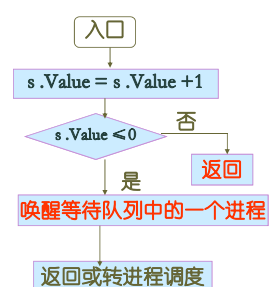 入口
s .Value = s .Value +1
s .Value ≤0
否
返回
是
唤醒等待队列中的一个进程
返回或转进程调度